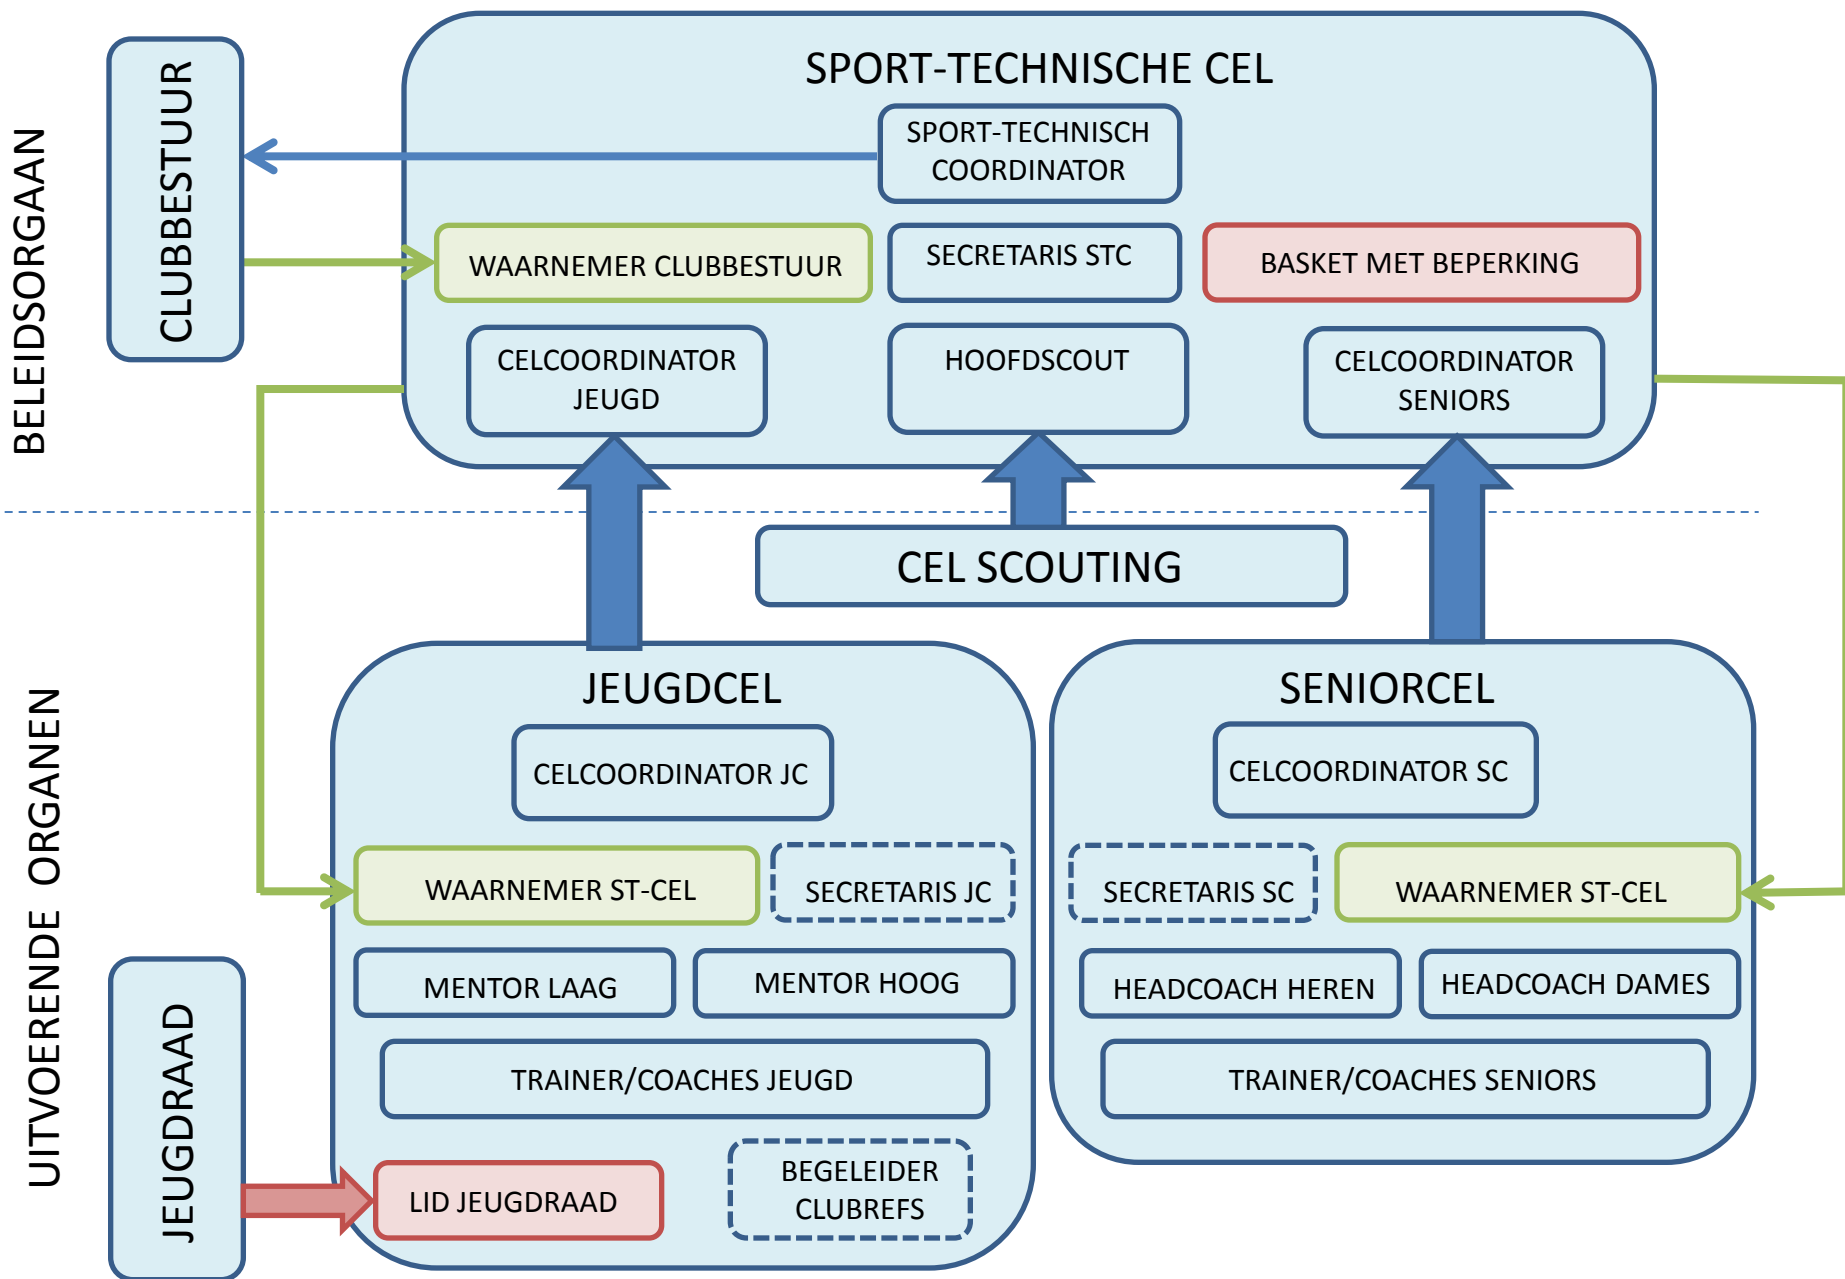 BELEIDSORGAAN
CLUBBESTUUR
SPORT-TECHNISCHE CEL
SPORT-TECHNISCH
COORDINATOR
WAARNEMER CLUBBESTUUR
SECRETARIS STC
BASKET MET BEPERKING
CELCOORDINATOR
JEUGD
HOOFDSCOUT
CELCOORDINATOR
SENIORS
CEL SCOUTING
UITVOERENDE ORGANEN
JEUGDRAAD
JEUGDCEL
CELCOORDINATOR JC
WAARNEMER ST-CEL
SECRETARIS JC
MENTOR LAAG
MENTOR HOOG
TRAINER/COACHES JEUGD
LID JEUGDRAAD
BEGELEIDER
CLUBREFS
SENIORCEL
CELCOORDINATOR SC
SECRETARIS SC
WAARNEMER ST-CEL
HEADCOACH HEREN
HEADCOACH DAMES
TRAINER/COACHES SENIORS